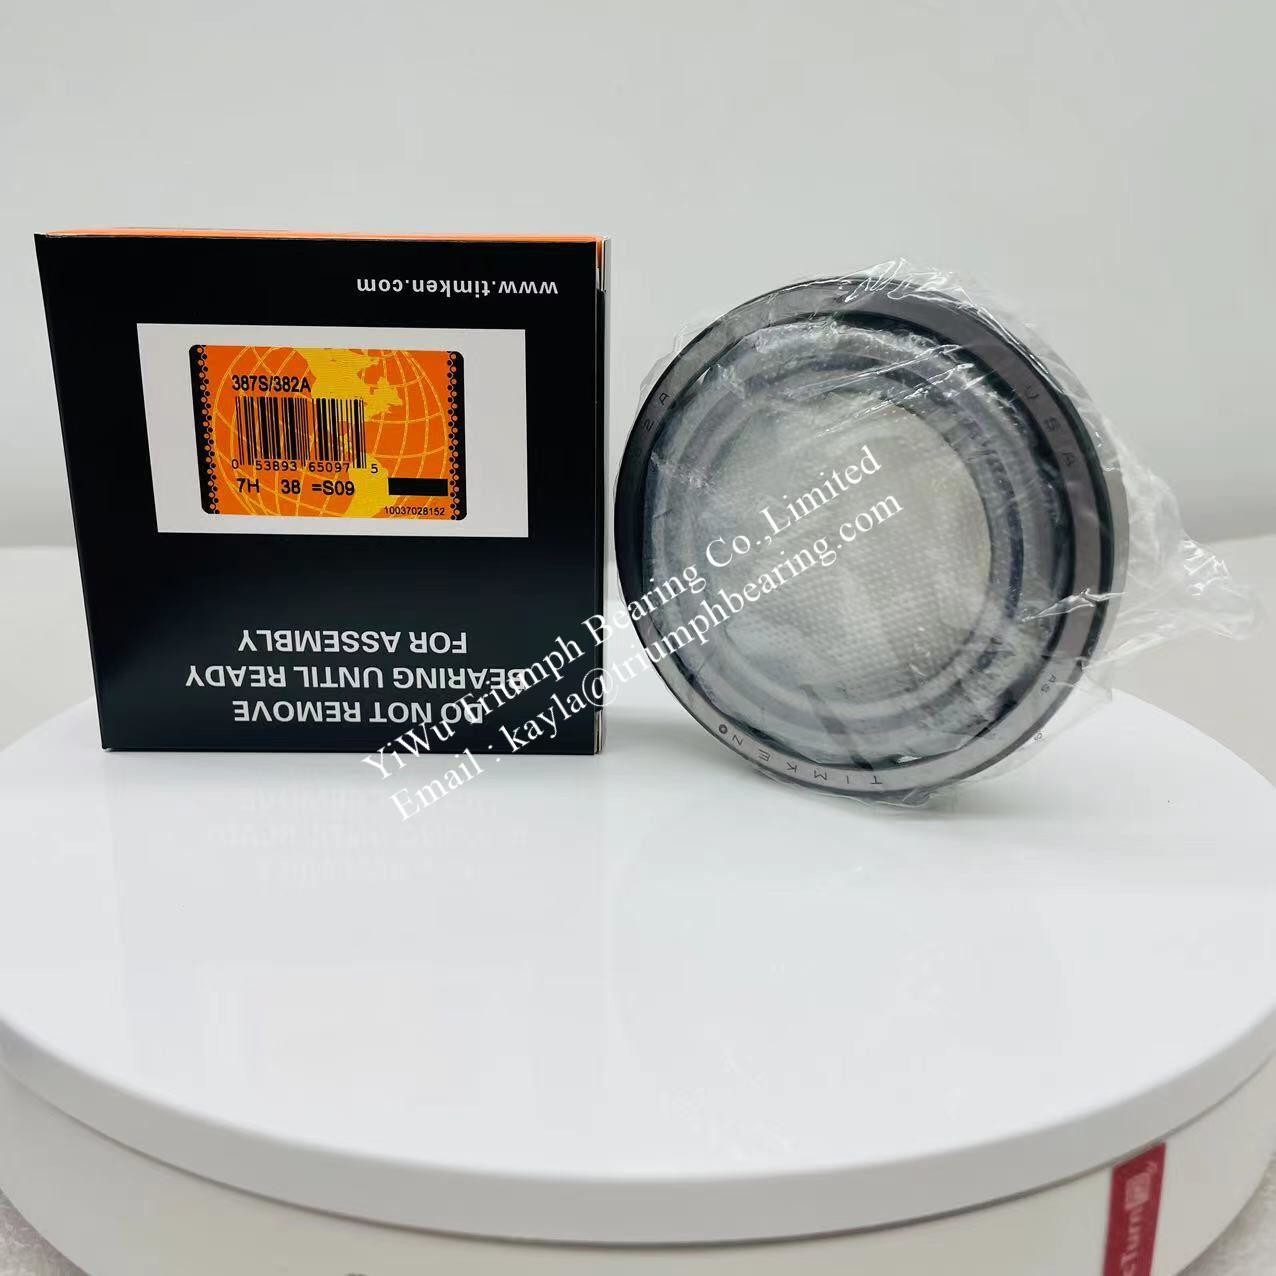 www.timken.com
387S/382A
0 53893 65097 5
7H 38 =S09
10037028152
DO NOT REMOVE
BEARING UNTIL READY
FOR ASSEMBLY
2A
USA
TIMKEN
YiWu Triumph Bearing Co.,Limited
Email : kayla@triumphbearing.com